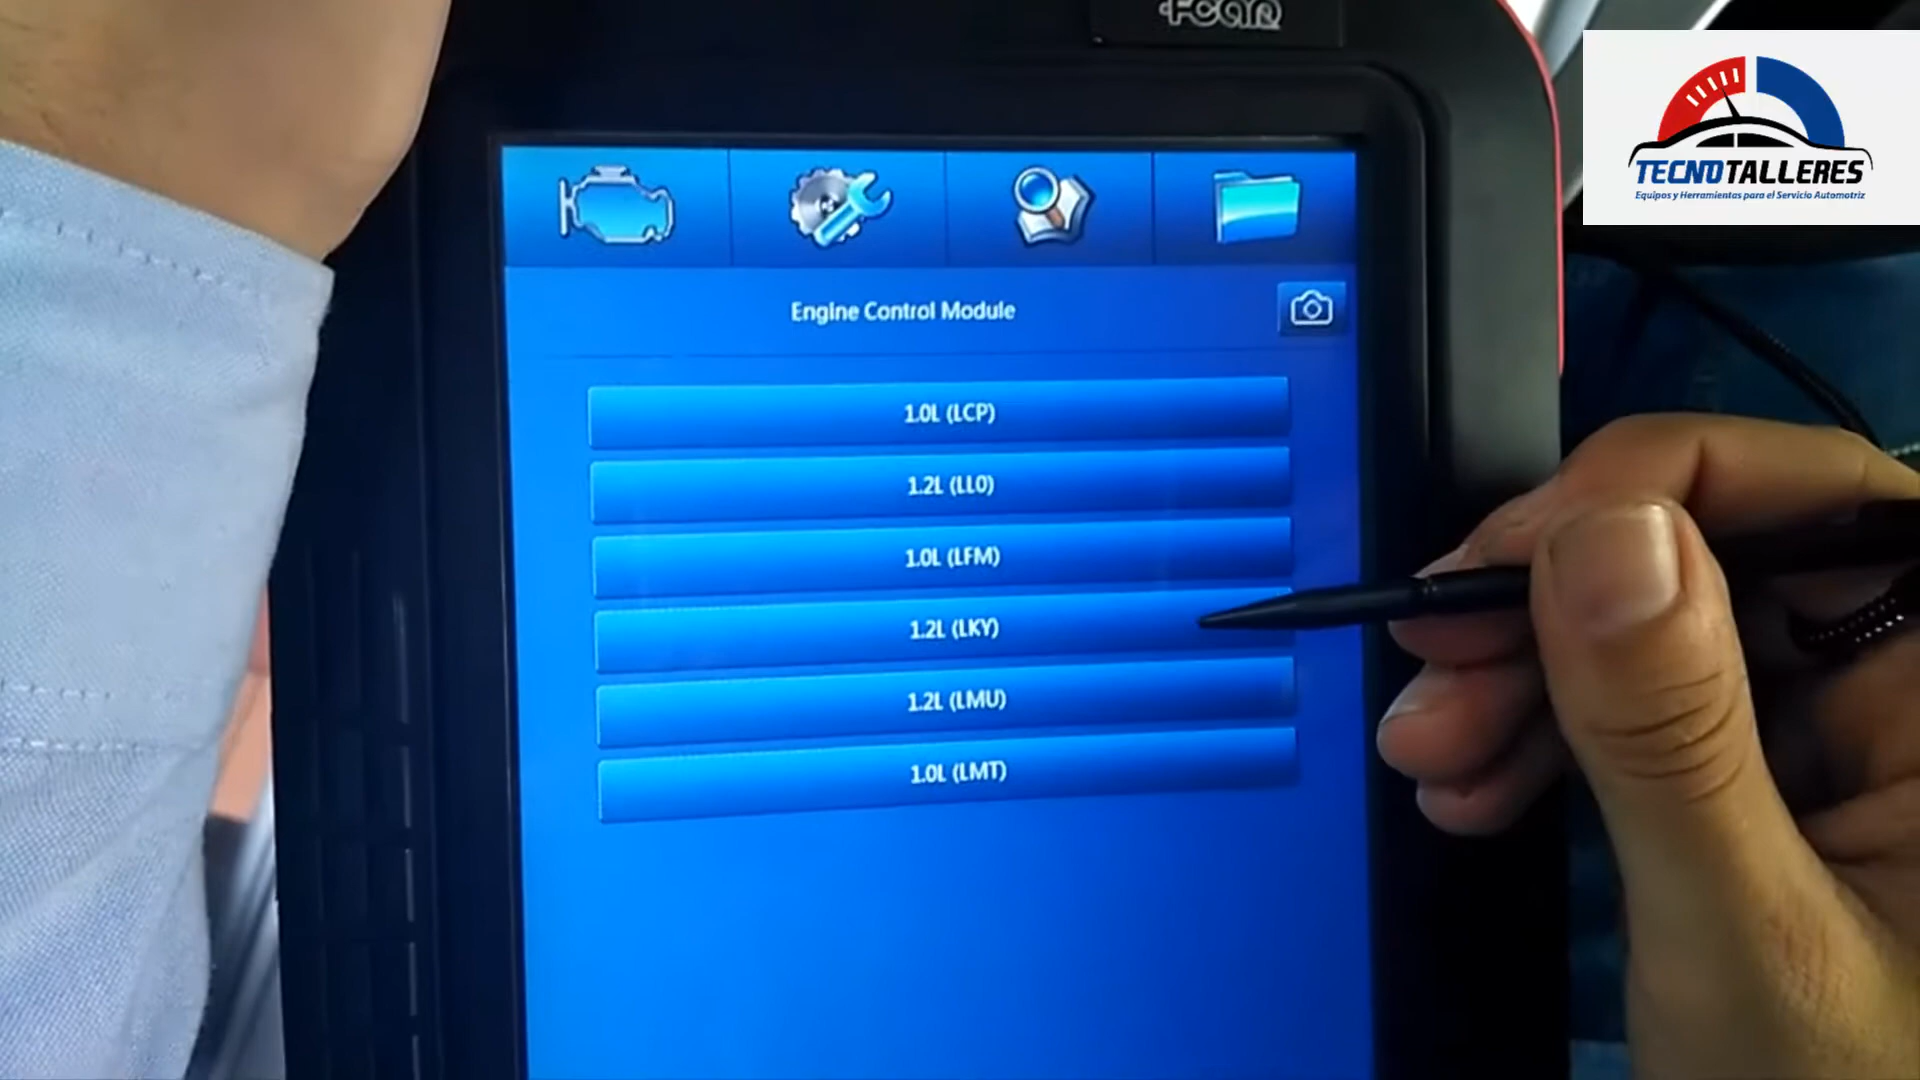 FCAR
TECNOTALLERES
Equipos y Herramientas para el Servicio Automotriz
Engine Control Module
1.0L (LCP)
1.2L (LL0)
1.0L (LFM)
1.2L (LKY)
1.2L (LMU)
1.0L (LMT)